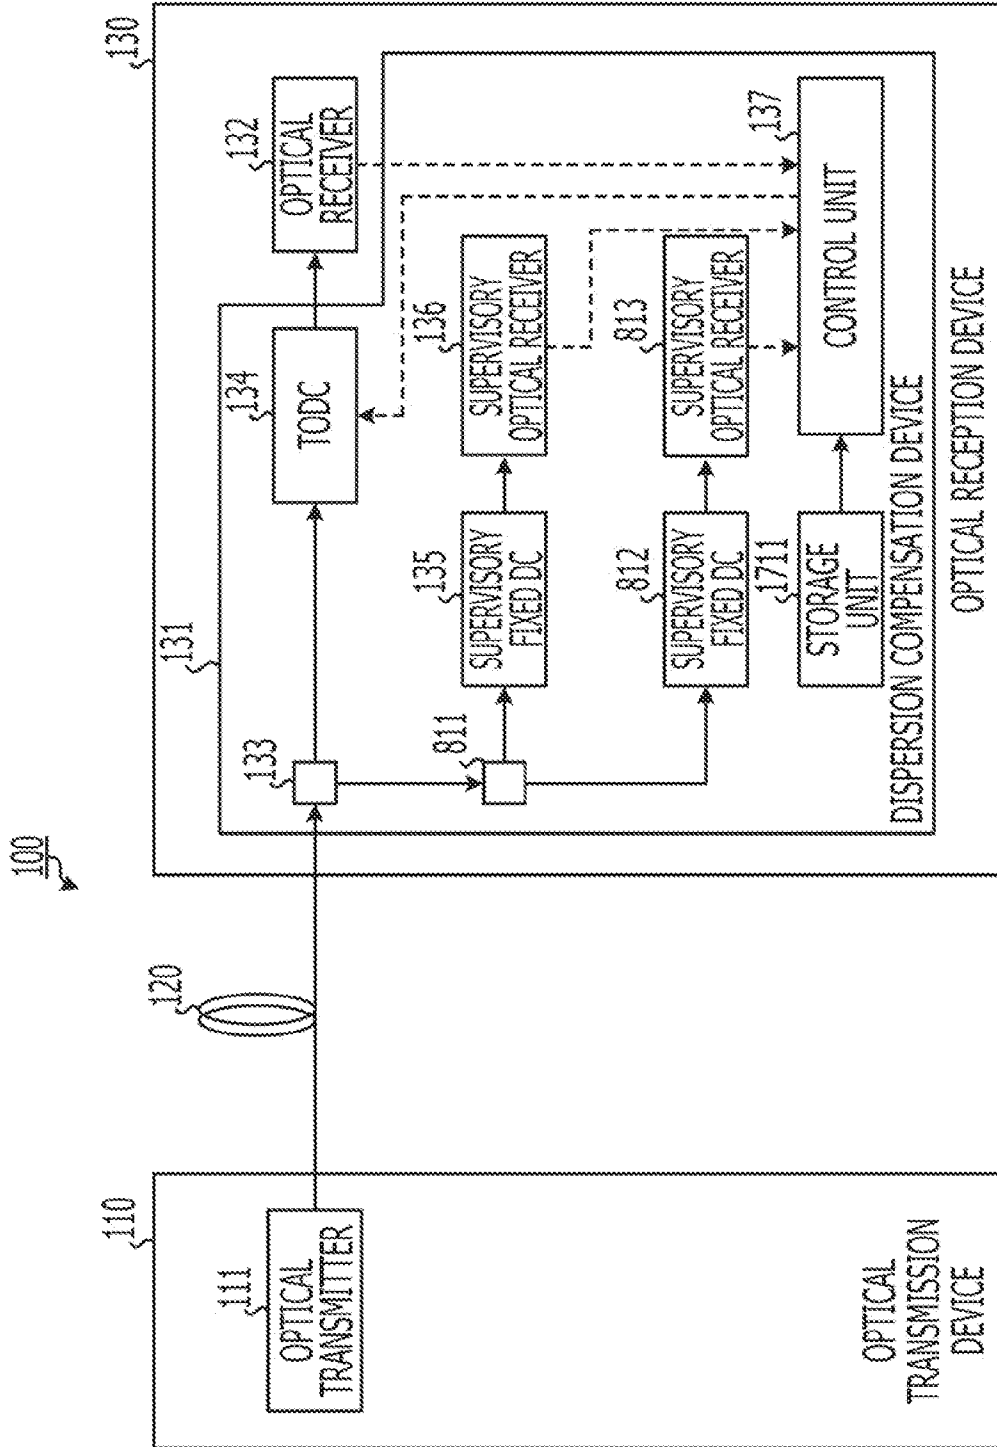 100
110
111
OPTICAL
TRANSMITTER
OPTICAL
TRANSMISSION
DEVICE
120
130
131
133
134
TODC
132
OPTICAL
RECEIVER
811
135
SUPERVISORY
FIXED DC
136
SUPERVISORY
OPTICAL RECEIVER
812
SUPERVISORY
FIXED DC
813
SUPERVISORY
OPTICAL RECEIVER
1711
STORAGE
UNIT
137
CONTROL UNIT
DISPERSION COMPENSATION DEVICE
OPTICAL RECEPTION DEVICE